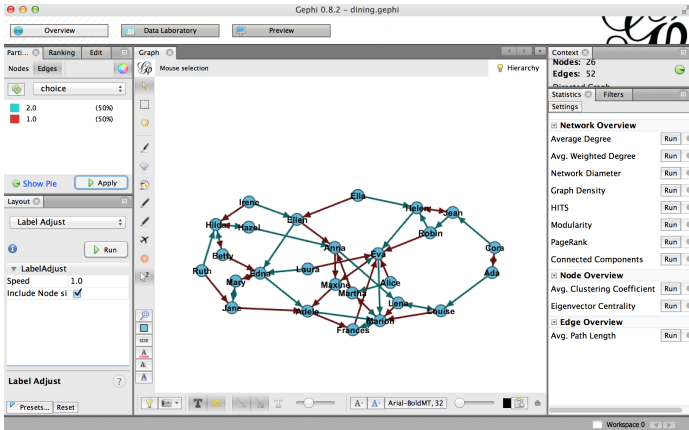 Gephi 0.8.2 – dining.gephi
Overview
Data Laboratory
Preview
Parti...
Ranking
Edit
Nodes
Edges
choice
2.0 (50%)
1.0 (50%)
Show Pie
Apply
Layout
Label Adjust
Run
LabelAdjust
Speed 1.0
Include Node si
Label Adjust
Presets...
Reset
Graph
Mouse selection
Hierarchy
size
A
A
A
Irene
Ella
Helen
Jean
Hilda
Hazel
Ellen
Robin
Betty
Anna
Eva
Cora
Ruth
Mary
Edna
Laura
Maxine
Martha
Alice
Ada
Jane
Adele
Lena
Louise
Frances
Marion
T
T
A-
A-
Arial-BoldMT, 32
Context
Nodes: 26
Edges: 52
Directed Graph
Statistics
Filters
Settings
Network Overview
Average Degree Run
Avg. Weighted Degree Run
Network Diameter Run
Graph Density Run
HITS Run
Modularity Run
PageRank Run
Connected Components Run
Node Overview
Avg. Clustering Coefficient Run
Eigenvector Centrality Run
Edge Overview
Avg. Path Length Run
Workspace 0